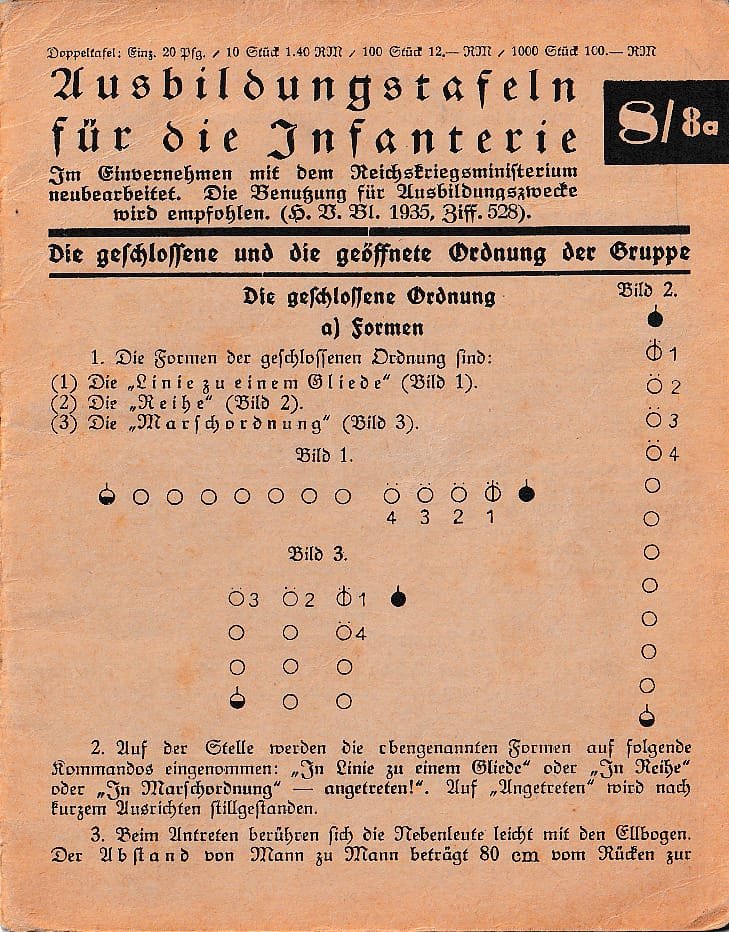 Doppeltafel: Einz. 20 Pfg. / 10 Stück 1.40 RM / 100 Stück 12.— RM / 1000 Stück 100.— RM
Ausbildungstafeln
für die Infanterie
8/8a
Im Einvernehmen mit dem Reichskriegsministerium
neubearbeitet. Die Benutzung für Ausbildungszwecke
wird empfohlen. (H. V. Bl. 1935, Ziff. 528).
Die geschlossene und die geöffnete Ordnung der Gruppe
Die geschlossene Ordnung
a) Formen
1. Die Formen der geschlossenen Ordnung sind:
(1) Die „Linie zu einem Gliede“ (Bild 1).
(2) Die „Reihe“ (Bild 2).
(3) Die „Marschordnung“ (Bild 3).
Bild 1.
4 3 2 1
Bild 2.
1
2
3
4
Bild 3.
3 2 1
4
2. Auf der Stelle werden die obengenannten Formen auf folgende
Kommandos eingenommen: „In Linie zu einem Gliede“ oder „In Reihe“
oder „In Marschordnung“ — angetreten!“. Auf „Angetreten“ wird nach
kurzem Ausrichten stillgestanden.
3. Beim Antreten berühren sich die Nebenleute leicht mit den Ellbogen.
Der Abstand von Mann zu Mann beträgt 80 cm vom Rücken zur